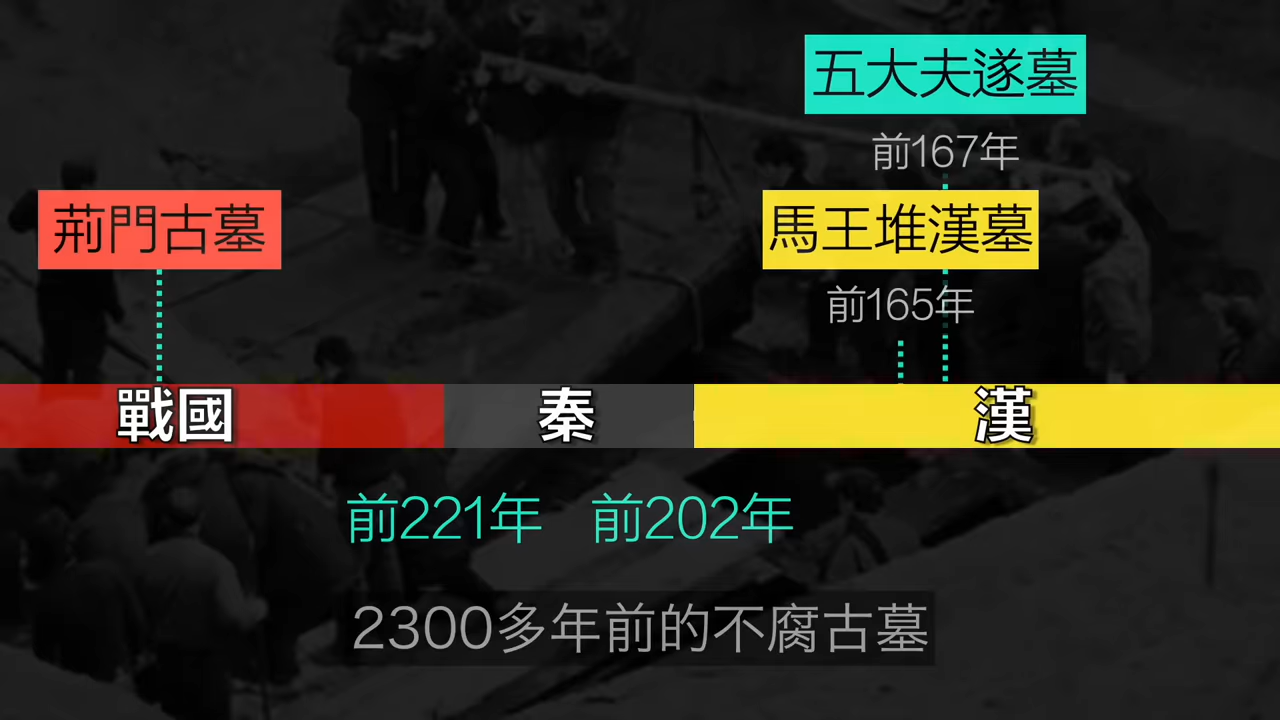 五大夫遂墓
前167年
荊門古墓
馬王堆漢墓
前165年
戰國
秦
漢
前221年
前202年
2300多年前的不腐古墓